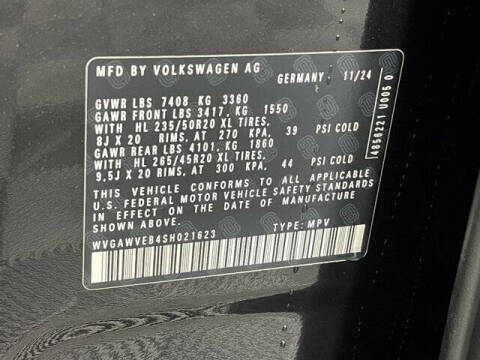 MFD BY VOLKSWAGEN AG
GERMANY 11/24
GVWR LBS 7408 KG 3360
GAWR FRONT LBS 3417, KG 1550
WITH HL 235/50R20 XL TIRES,
8J X 20 RIMS, AT 270 KPA, 39 PSI COLD
GAWR REAR LBS 4101, KG 1860
WITH HL 265/45R20 XL TIRES,
9,5J X 20 RIMS, AT 300 KPA, 44 PSI COLD
THIS VEHICLE CONFORMS TO ALL APPLICABLE
U.S. FEDERAL MOTOR VEHICLE SAFETY STANDARDS
IN EFFECT ON THE DATE OF MANUFACTURE
SHOWN ABOVE.
WVGAWVEB4SH021623 TYPE: MPV
4856221 U005 0